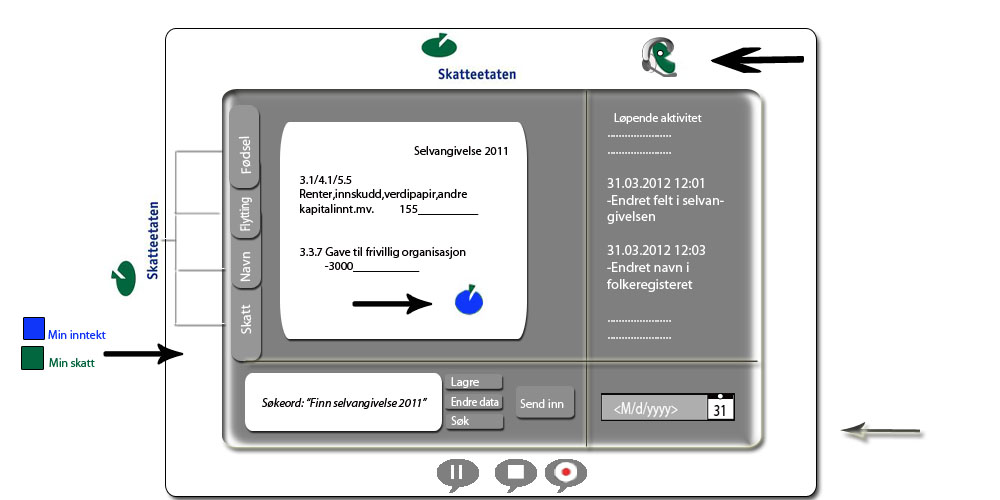 Skatteetaten
Skatteetaten
Min inntekt
Min skatt
Fødsel
Flytting
Navn
Skatt
Selvangivelse 2011
3.1/4.1/5.5
Renter,innskudd,verdipapir,andre
kapitalinnt.mv. 155__________
3.3.7 Gave til frivillig organisasjon
-3000___________
Løpende aktivitet
......................
......................
31.03.2012 12:01
-Endret felt i selvan-
givelsen
31.03.2012 12:03
-Endret navn i
folkeregisteret
......................
......................
Søkeord: "Finn selvangivelse 2011"
Lagre
Endre data
Søk
Send inn
<M/d/yyyy> 31